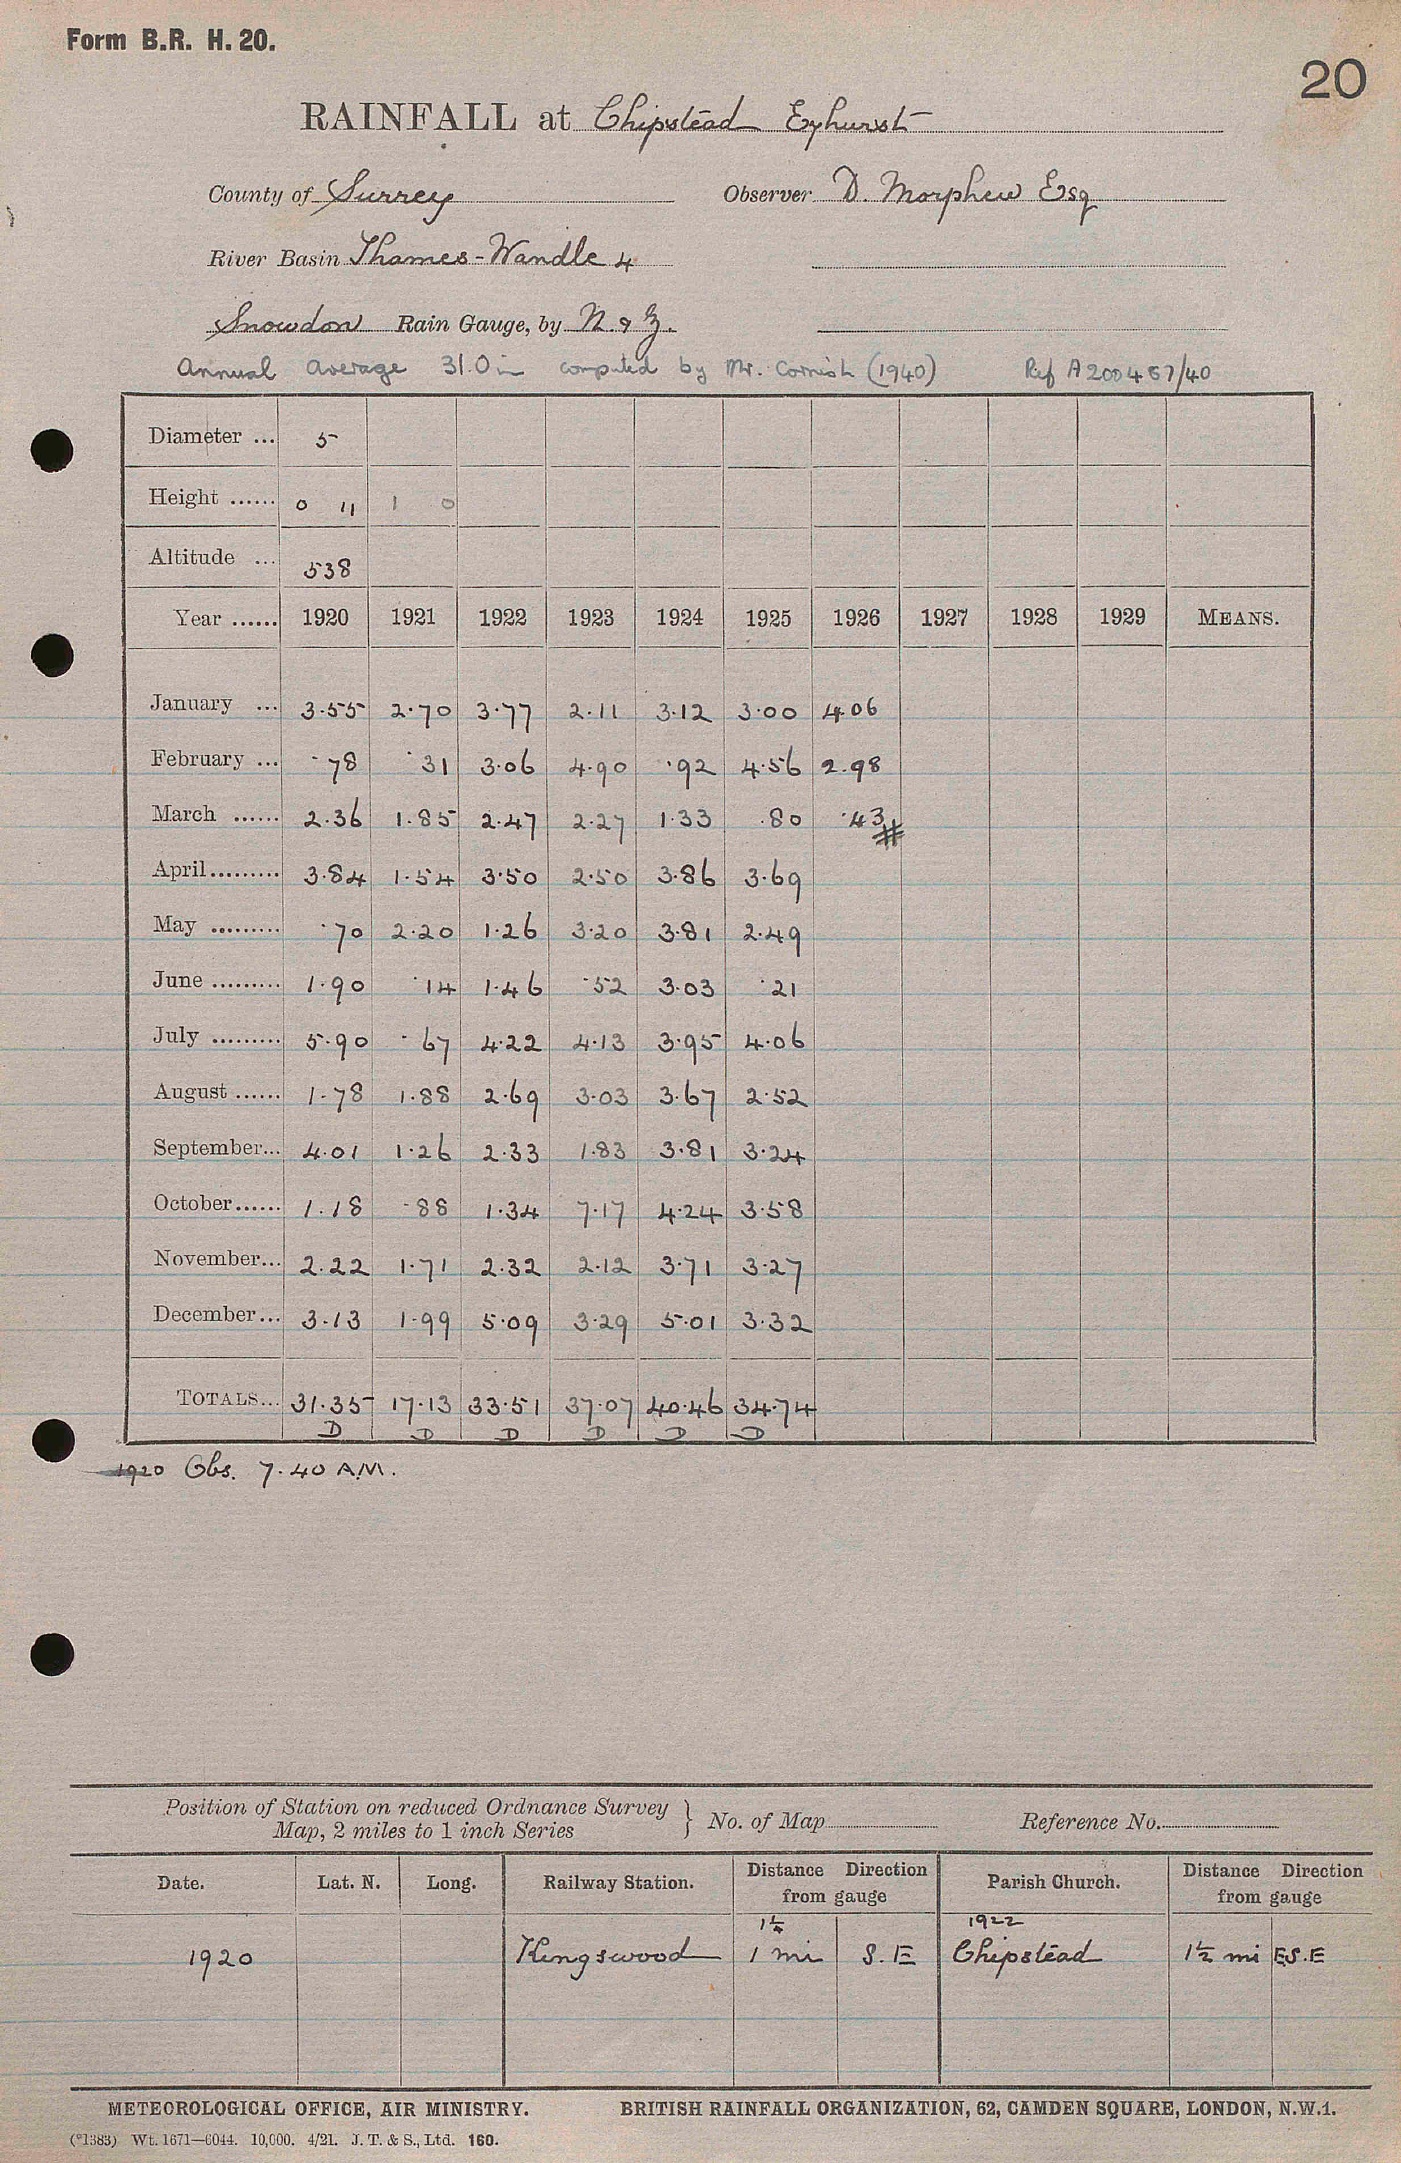 Form B.R. H. 20.
20
RAINFALL at Chipstead Eyhurst
County of Surrey Observer D. Morphew Esq
River Basin Thames-Wandle 4
Snowdon Rain Gauge, by N. & Z.
Annual average 31.0 in computed by Mr. Cornish (1940) Ref A200467/40
Diameter ... 5
Height ...... 0 11 1 0
Altitude ... 538
Year ...... 1920 1921 1922 1923 1924 1925 1926 1927 1928 1929 MEANS.
January ... 3.55 2.70 3.77 2.11 3.12 3.00 4.06
February ... .78 .31 3.06 4.90 .92 4.56 2.98
March ...... 2.36 1.85 2.47 2.27 1.33 .80 .43 #
April......... 3.84 1.54 3.50 2.50 3.86 3.69
May ......... .70 2.20 1.26 3.20 3.81 2.49
June ......... 1.90 .14 1.46 .52 3.03 .21
July ......... 5.90 .67 4.22 4.13 3.95 4.06
August ...... 1.78 1.88 2.69 3.03 3.67 2.52
September... 4.01 1.26 2.33 1.83 3.81 3.24
October...... 1.18 .88 1.34 7.17 4.24 3.58
November... 2.22 1.71 2.32 2.12 3.71 3.27
December... 3.13 1.99 5.09 3.29 5.01 3.32
TOTALS... 31.35 17.13 33.51 37.07 40.46 34.74
D D D D D D
1920 Obs. 7.40 A.M.
Position of Station on reduced Ordnance Survey
Map, 2 miles to 1 inch Series } No. of Map Reference No.
Date. Lat. N. Long. Railway Station. Distance Direction from gauge Parish Church. Distance Direction from gauge
1¼ 1922
1920 Kingswood 1 mi S.E Chipstead 1½ mi ES.E
METEOROLOGICAL OFFICE, AIR MINISTRY. BRITISH RAINFALL ORGANIZATION, 62, CAMDEN SQUARE, LONDON, N.W.1.
(*1383) Wt. 1671—6044. 10,000. 4/21. J. T. & S., Ltd. 160.